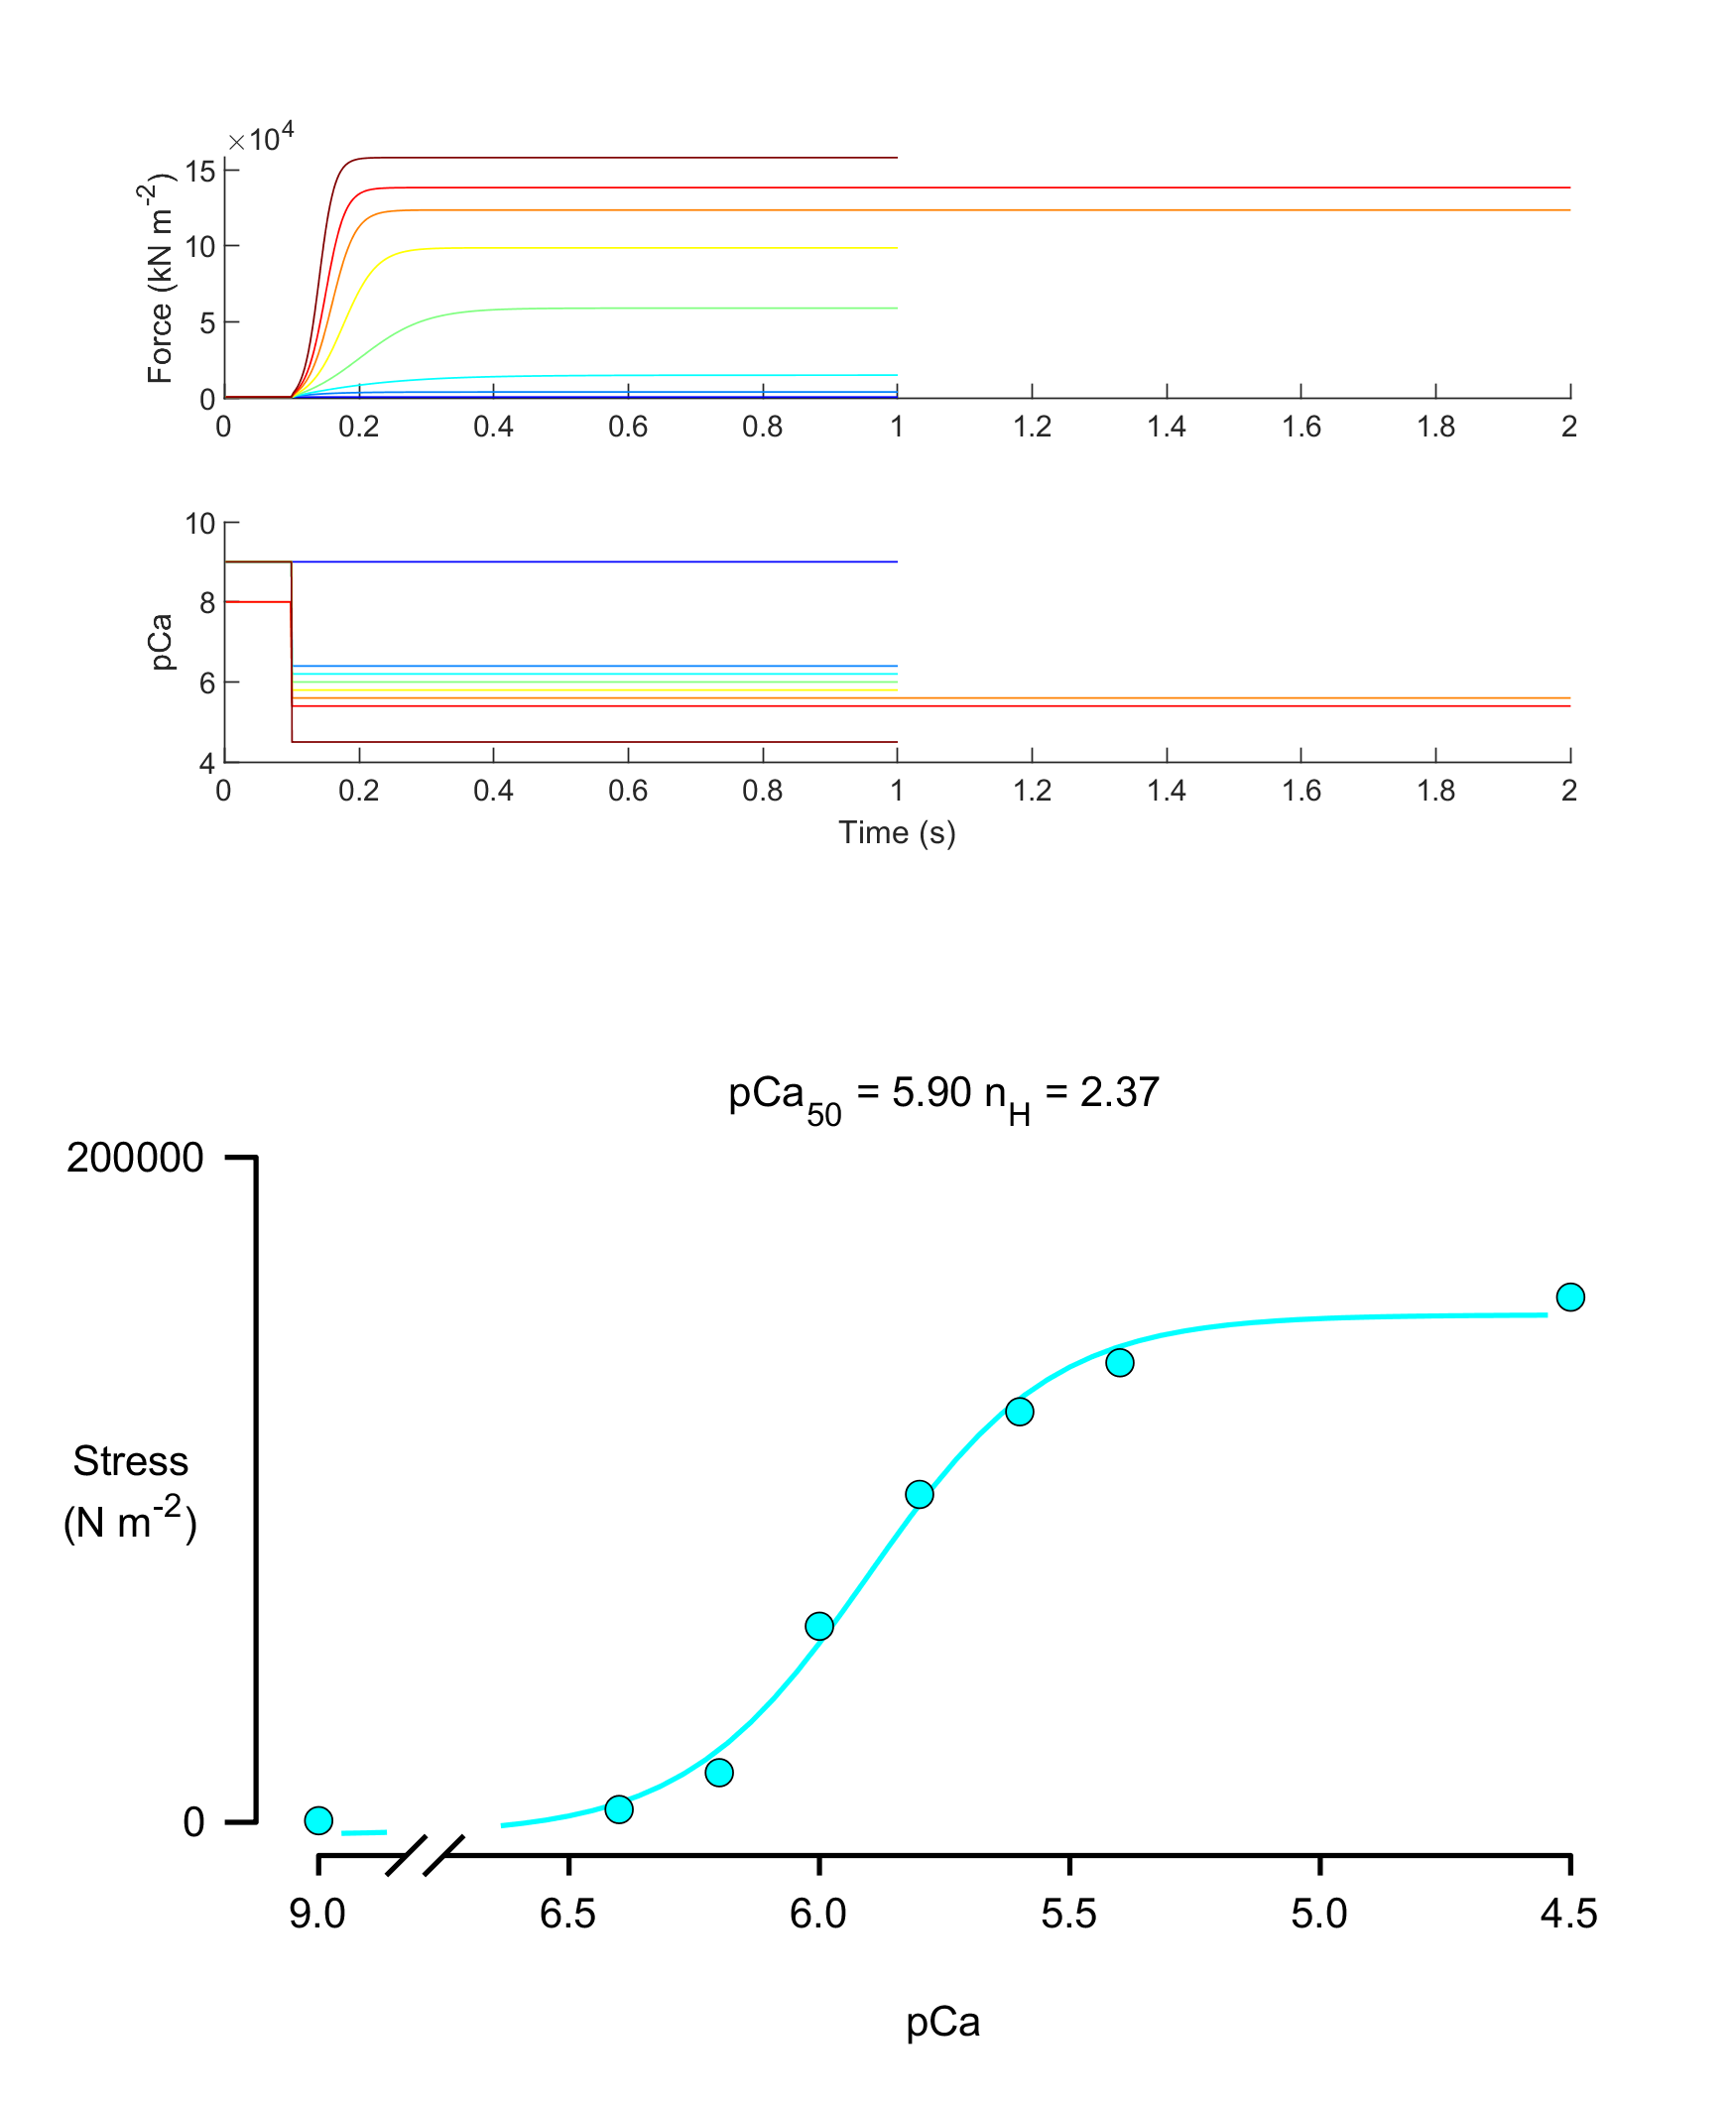 ×10⁴
15
10
5
0
Force (kN m⁻²)
0 0.2 0.4 0.6 0.8 1 1.2 1.4 1.6 1.8 2
10
8
6
4
pCa
0 0.2 0.4 0.6 0.8 1 1.2 1.4 1.6 1.8 2
Time (s)
pCa₅₀ = 5.90 n_H = 2.37
200000
Stress
(N m⁻²)
0
9.0 6.5 6.0 5.5 5.0 4.5
pCa